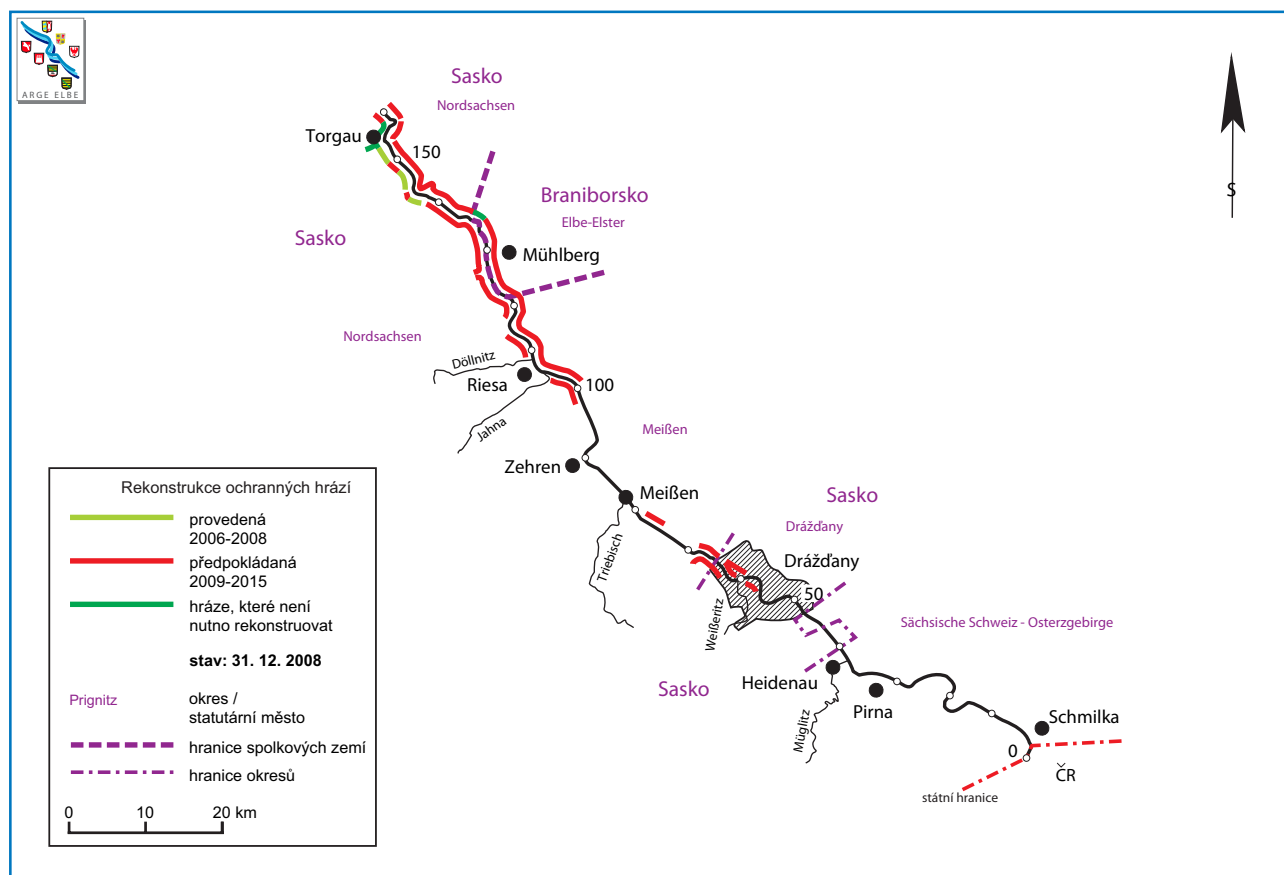 ARGE ELBE
Sasko
Nordsachsen
Torgau
150
Braniborsko
Elbe-Elster
Sasko
Mühlberg
S
Nordsachsen
Döllnitz
Riesa
100
Jahna
Meißen
Zehren
Meißen
Sasko
Drážďany
Drážďany
Triebisch
50
Weißeritz
Sächsische Schweiz - Osterzgebirge
Sasko
Heidenau
Pirna
Müglitz
Schmilka
0
ČR
státní hranice
Rekonstrukce ochranných hrází
provedená
2006-2008
předpokládaná
2009-2015
hráze, které není
nutno rekonstruovat
stav: 31. 12. 2008
Prignitz
okres /
statutární město
hranice spolkových zemí
hranice okresů
0 10 20 km